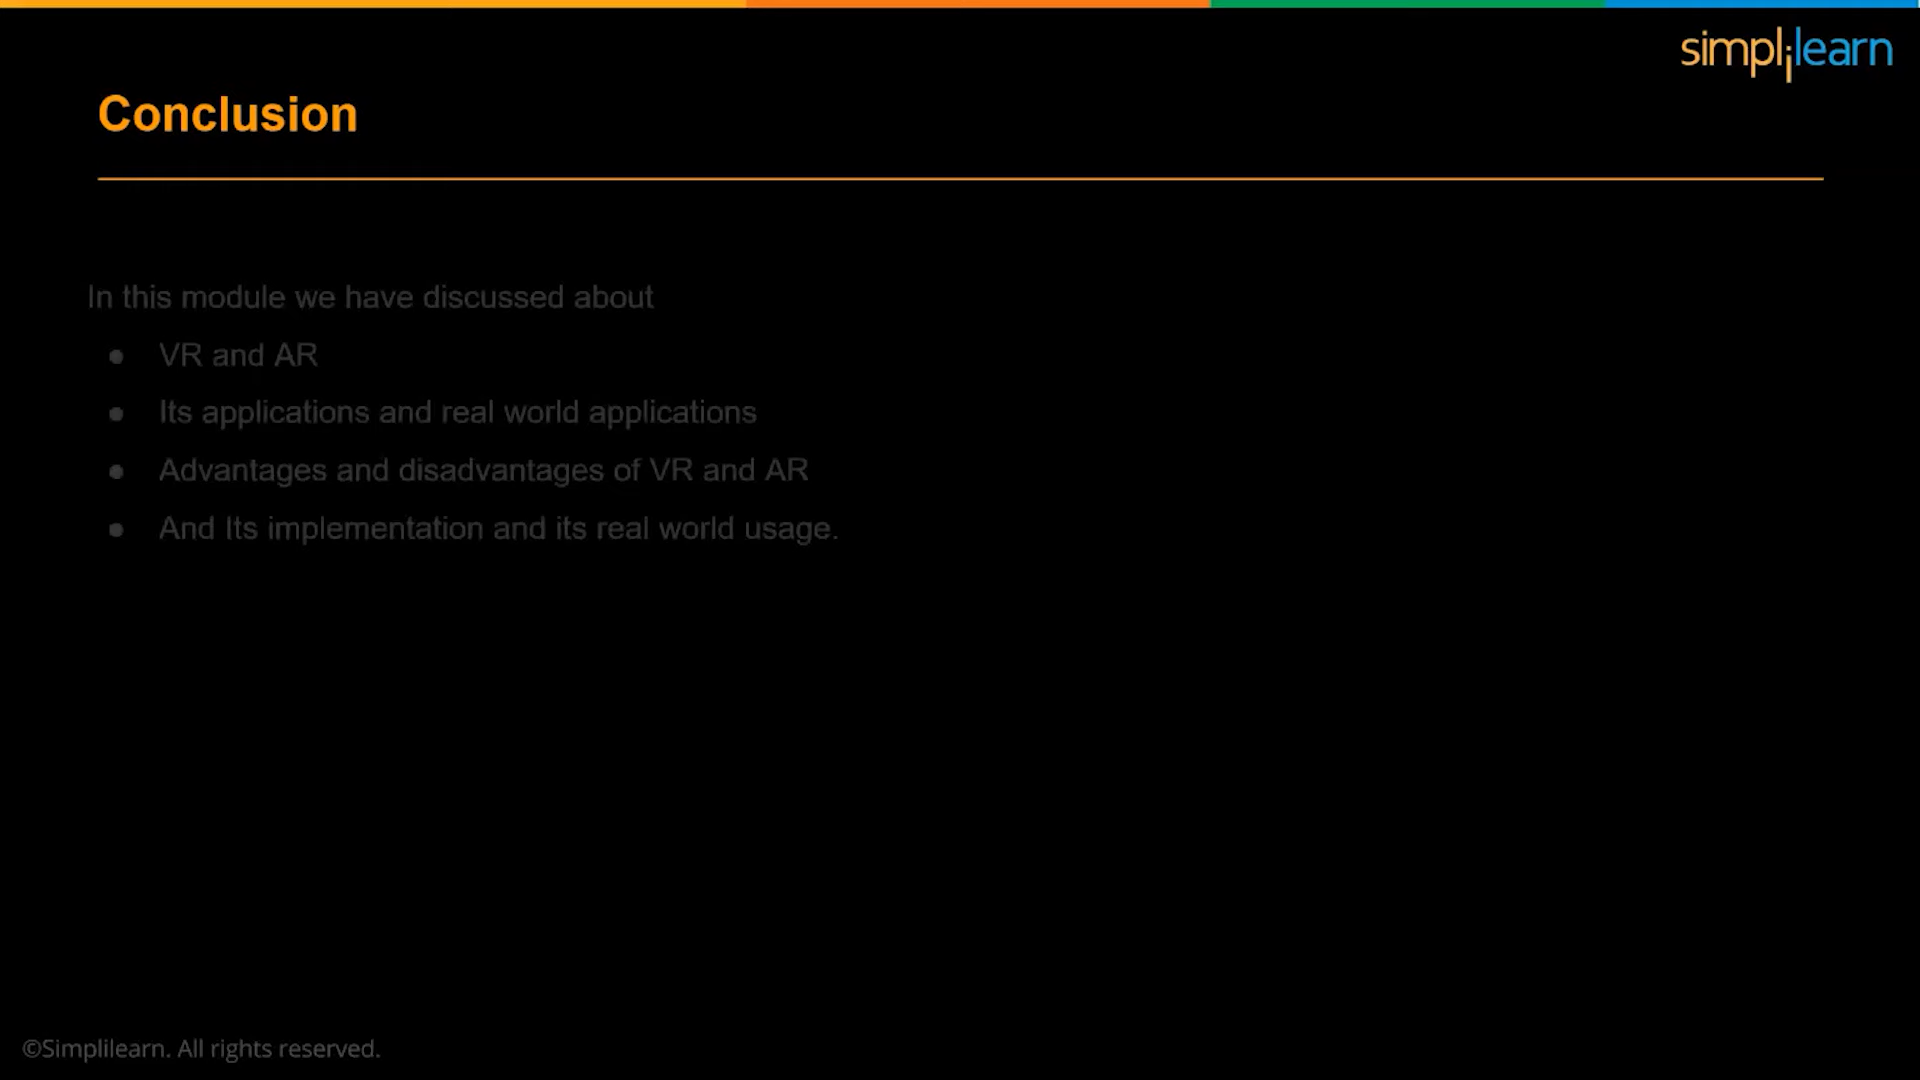 simplilearn
Conclusion
In this module we have discussed about
● VR and AR
● Its applications and real world applications
● Advantages and disadvantages of VR and AR
● And Its implementation and its real world usage.
©Simplilearn. All rights reserved.